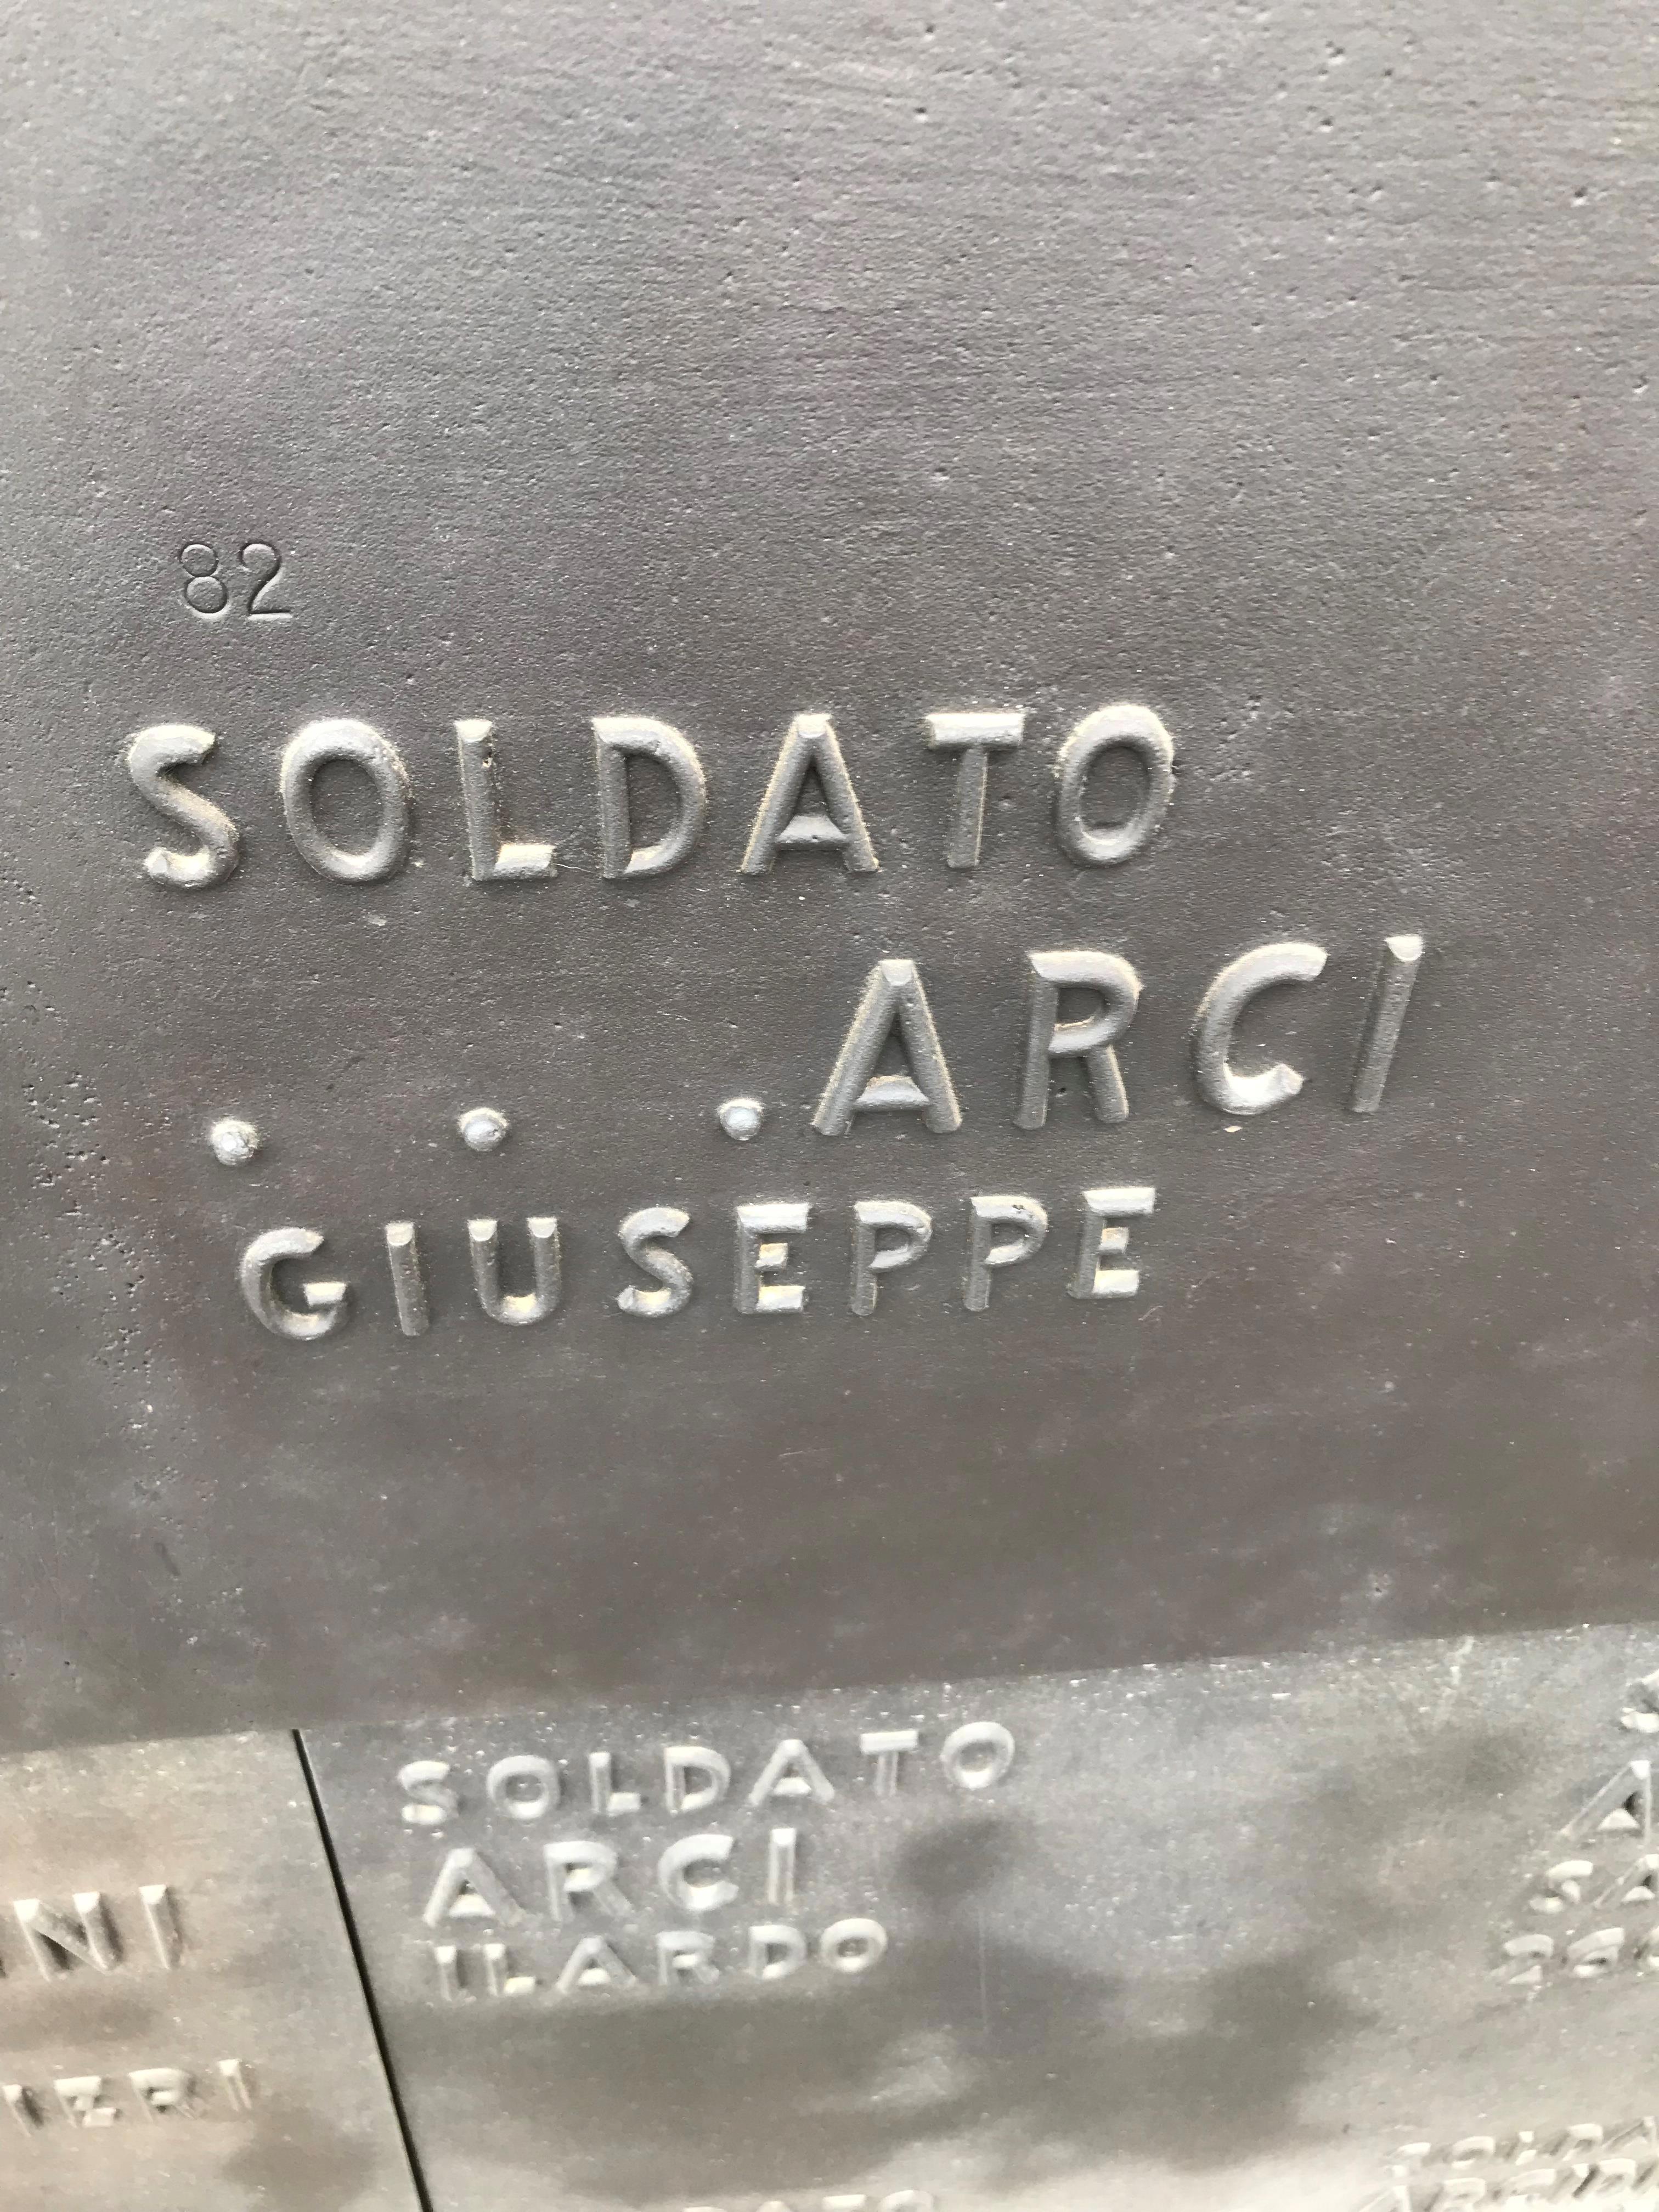 82
SOLDATO
. . . ARCI
GIUSEPPE
SOLDATO
ARCI
ILARDO